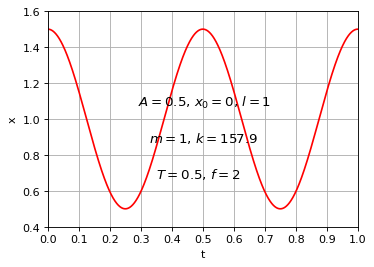 1.6
1.4
1.2
1.0
0.8
0.6
0.4
x
A = 0.5, x₀ = 0, l = 1
m = 1, k = 157.9
T = 0.5, f = 2
0.0 0.1 0.2 0.3 0.4 0.5 0.6 0.7 0.8 0.9 1.0
t